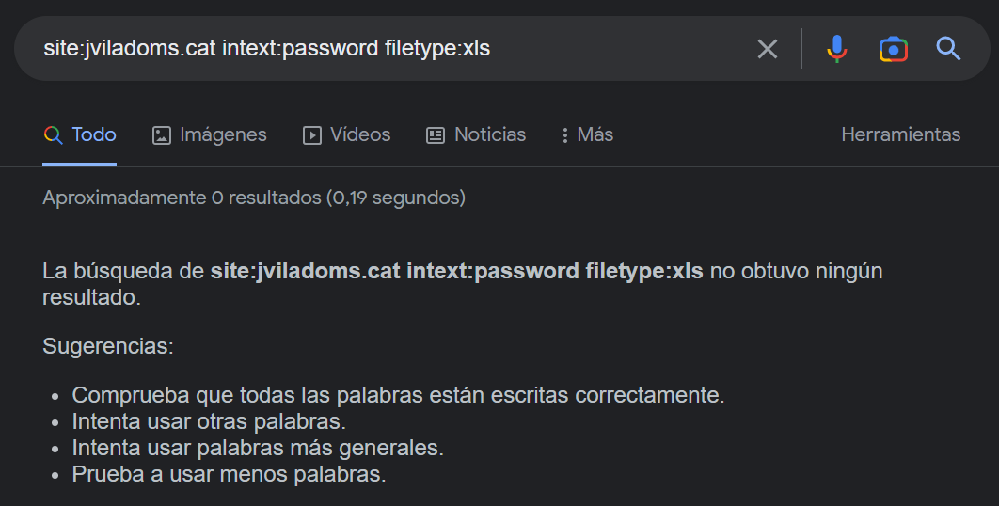 site:jviladoms.cat intext:password filetype:xls
Todo Imágenes Vídeos Noticias Más Herramientas
Aproximadamente 0 resultados (0,19 segundos)
La búsqueda de site:jviladoms.cat intext:password filetype:xls no obtuvo ningún
resultado.
Sugerencias:
• Comprueba que todas las palabras están escritas correctamente.
• Intenta usar otras palabras.
• Intenta usar palabras más generales.
• Prueba a usar menos palabras.